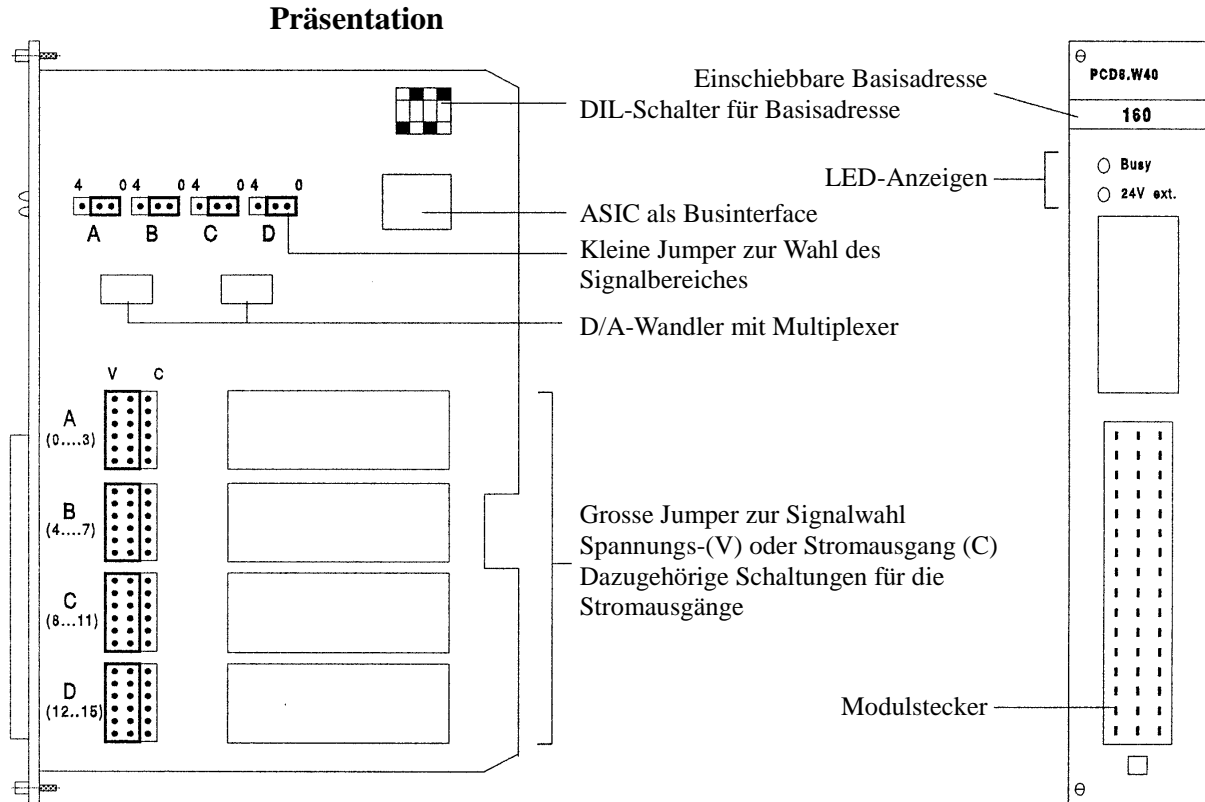 Präsentation
Einschiebbare Basisadresse
DIL-Schalter für Basisadresse
PCD6.W40
160
LED-Anzeigen
Busy
24V ext.
4 0 4 0 4 0 4 0
A B C D
ASIC als Businterface
Kleine Jumper zur Wahl des
Signalbereiches
D/A-Wandler mit Multiplexer
V C
A
(0....3)
B
(4....7)
C
(8...11)
D
(12..15)
Grosse Jumper zur Signalwahl
Spannungs-(V) oder Stromausgang (C)
Dazugehörige Schaltungen für die
Stromausgänge
Modulstecker